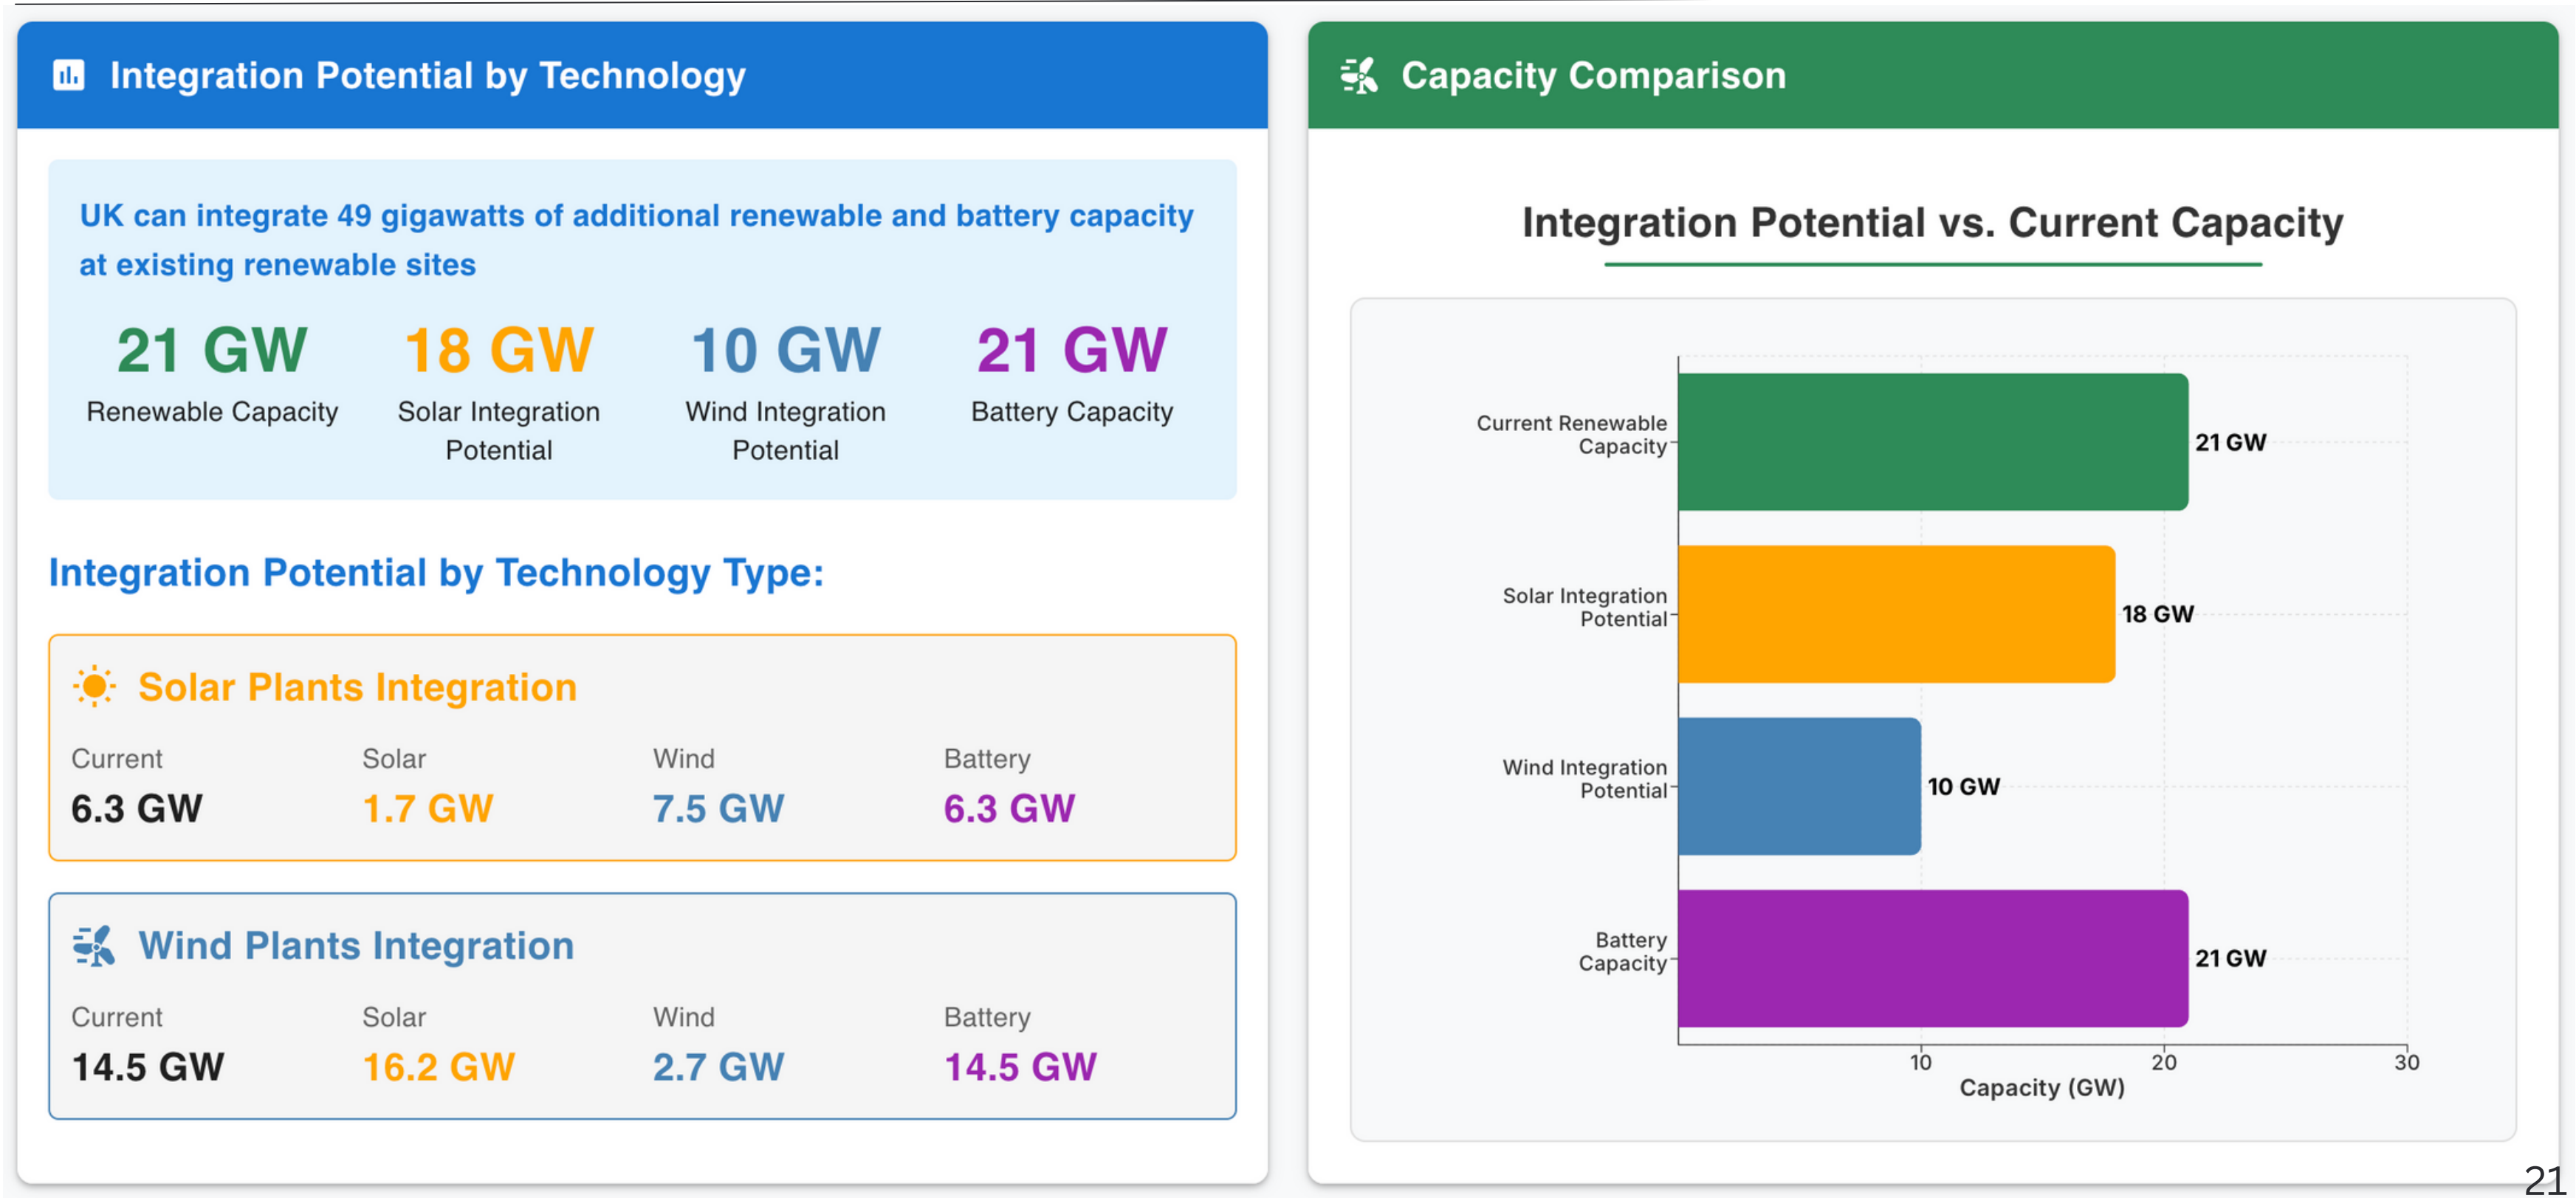 Integration Potential by Technology
UK can integrate 49 gigawatts of additional renewable and battery capacity
at existing renewable sites
21 GW
Renewable Capacity
18 GW
Solar Integration
Potential
10 GW
Wind Integration
Potential
21 GW
Battery Capacity
Integration Potential by Technology Type:
Solar Plants Integration
Current Solar Wind Battery
6.3 GW 1.7 GW 7.5 GW 6.3 GW
Wind Plants Integration
Current Solar Wind Battery
14.5 GW 16.2 GW 2.7 GW 14.5 GW
Capacity Comparison
Integration Potential vs. Current Capacity
Current Renewable
Capacity
21 GW
Solar Integration
Potential
18 GW
Wind Integration
Potential
10 GW
Battery
Capacity
21 GW
10 20 30
Capacity (GW)
21